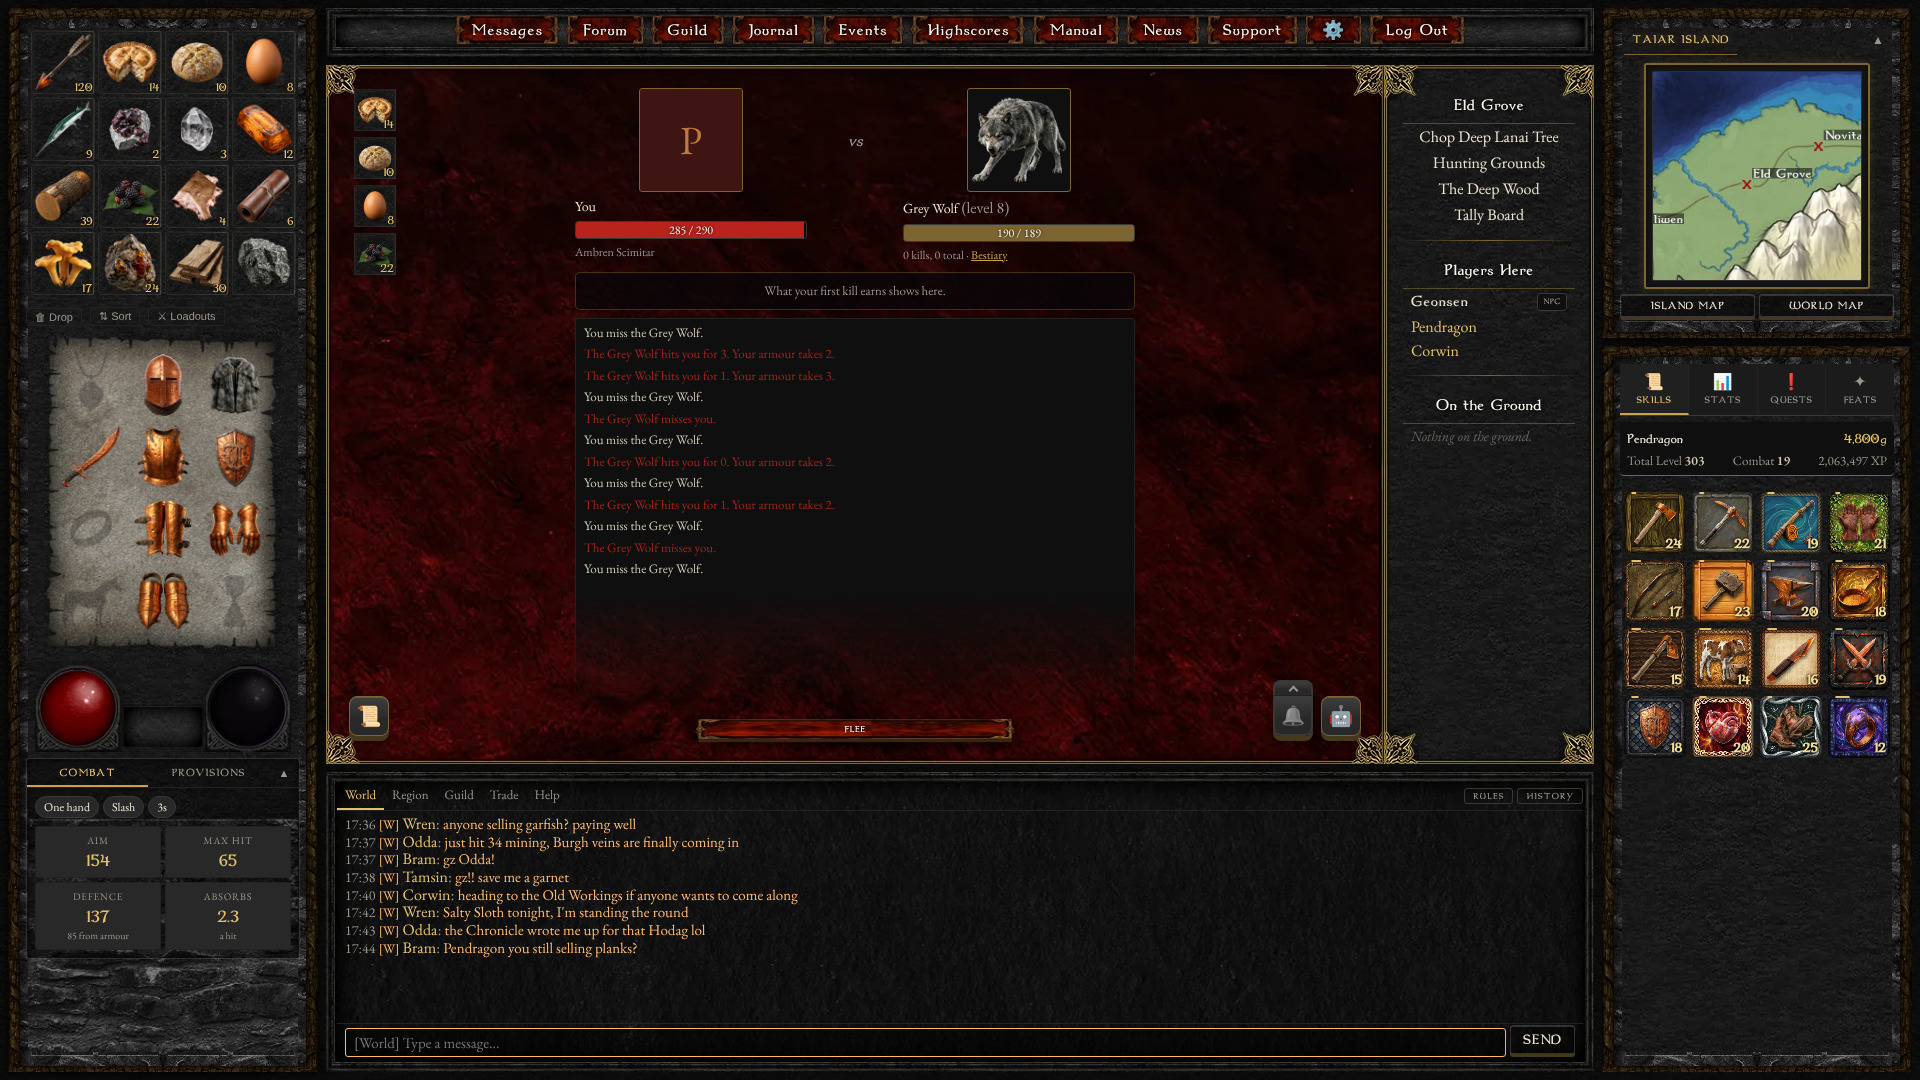 Messages
Forum
Guild
Journal
Events
Highscores
Manual
News
Support
Log Out
120
14
10
8
9
2
3
12
39
22
4
6
17
24
30
Drop
Sort
Loadouts
COMBAT
PROVISIONS
One hand
Slash
3s
AIM
154
MAX HIT
65
DEFENCE
137
85 from armour
ABSORBS
2.3
a hit
14
10
8
22
P
vs
You
285 / 290
Ambren Scimitar
Grey Wolf (level 8)
190 / 189
0 kills, 0 total · Bestiary
What your first kill earns shows here.
You miss the Grey Wolf.
The Grey Wolf hits you for 3. Your armour takes 2.
The Grey Wolf hits you for 1. Your armour takes 3.
You miss the Grey Wolf.
The Grey Wolf misses you.
You miss the Grey Wolf.
The Grey Wolf hits you for 0. Your armour takes 2.
You miss the Grey Wolf.
The Grey Wolf hits you for 1. Your armour takes 2.
You miss the Grey Wolf.
The Grey Wolf misses you.
You miss the Grey Wolf.
FLEE
Eld Grove
Chop Deep Lanai Tree
Hunting Grounds
The Deep Wood
Tally Board
Players Here
Geonsen
NPC
Pendragon
Corwin
On the Ground
Nothing on the ground.
World
Region
Guild
Trade
Help
RULES
HISTORY
17:36 [W] Wren: anyone selling garfish? paying well
17:37 [W] Odda: just hit 34 mining, Burgh veins are finally coming in
17:37 [W] Bram: gz Odda!
17:38 [W] Tamsin: gz!! save me a garnet
17:40 [W] Corwin: heading to the Old Workings if anyone wants to come along
17:42 [W] Wren: Salty Sloth tonight, I'm standing the round
17:43 [W] Odda: the Chronicle wrote me up for that Hodag lol
17:44 [W] Bram: Pendragon you still selling planks?
[World] Type a message...
SEND
TAIAR ISLAND
Novita
Eld Grove
liwen
ISLAND MAP
WORLD MAP
SKILLS
STATS
QUESTS
FEATS
Pendragon
4,800g
Total Level 303
Combat 19
2,063,497 XP
24
22
19
21
17
23
20
18
15
14
16
19
18
20
25
12